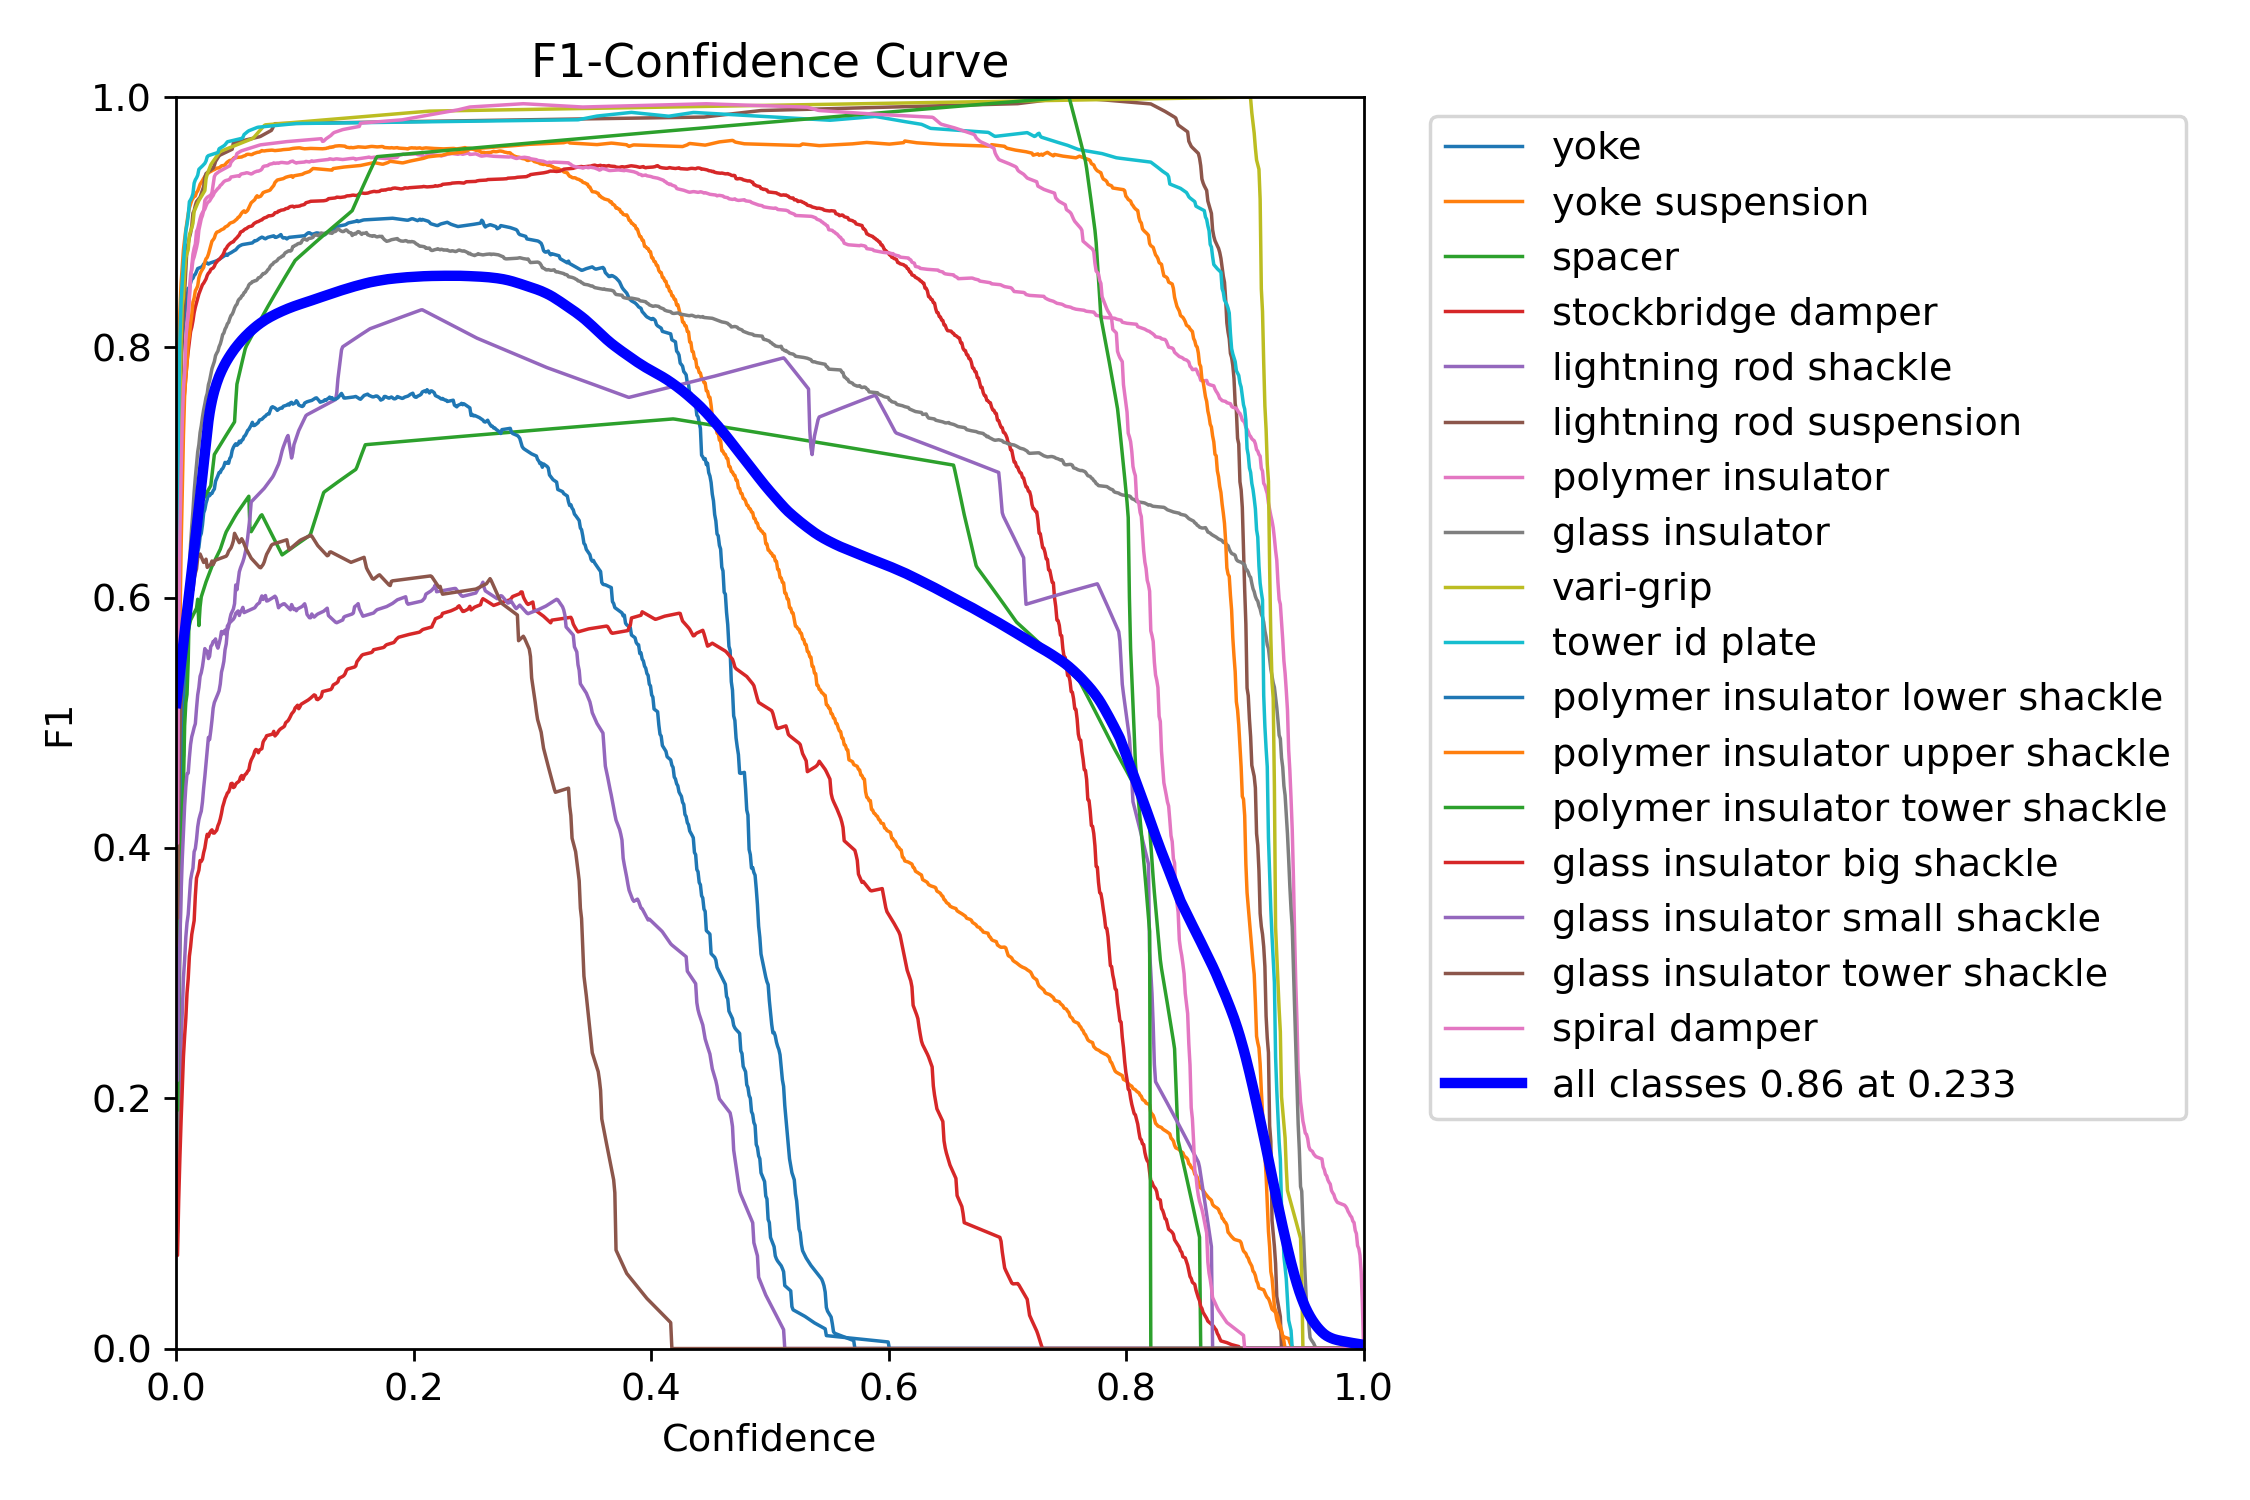 F1-Confidence Curve
1.0
0.8
0.6
0.4
0.2
0.0
F1
0.0 0.2 0.4 0.6 0.8 1.0
Confidence
yoke
yoke suspension
spacer
stockbridge damper
lightning rod shackle
lightning rod suspension
polymer insulator
glass insulator
vari-grip
tower id plate
polymer insulator lower shackle
polymer insulator upper shackle
polymer insulator tower shackle
glass insulator big shackle
glass insulator small shackle
glass insulator tower shackle
spiral damper
all classes 0.86 at 0.233